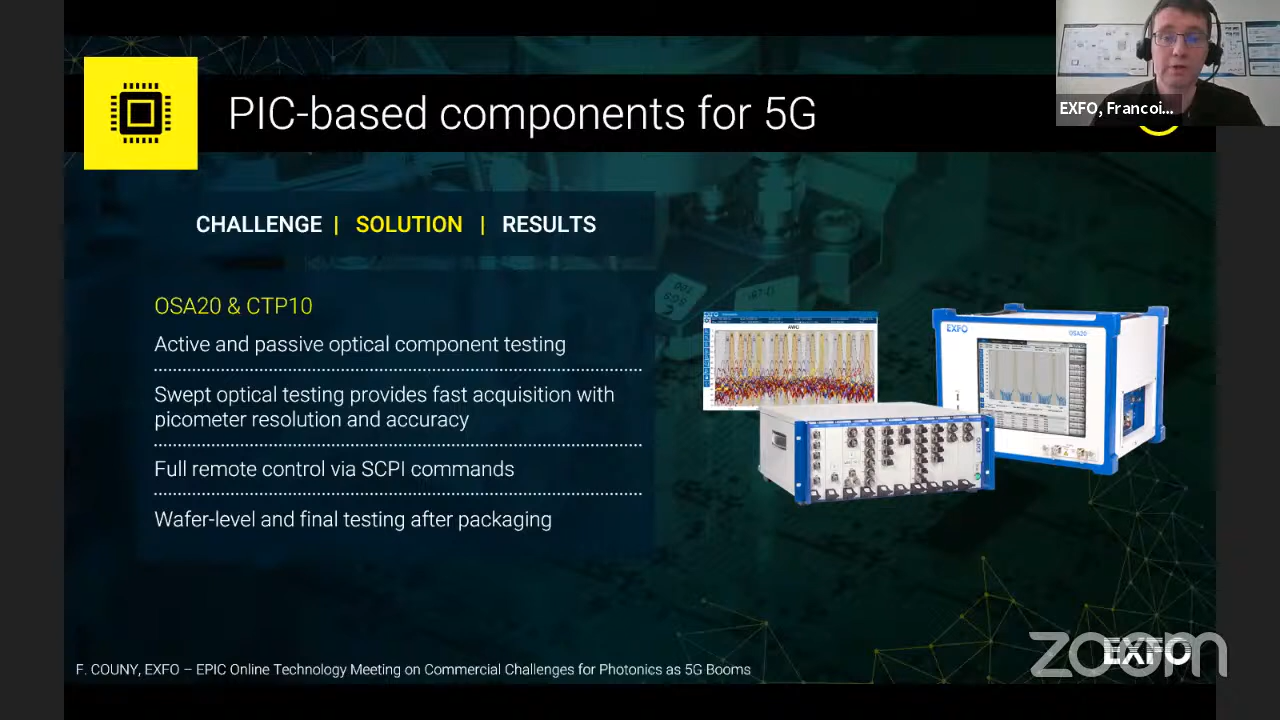 PIC-based components for 5G
EXFO, Francoi...
CHALLENGE | SOLUTION | RESULTS
OSA20 & CTP10
Active and passive optical component testing
Swept optical testing provides fast acquisition with
picometer resolution and accuracy
Full remote control via SCPI commands
Wafer-level and final testing after packaging
EXFO
OSA20
F. COUNY, EXFO – EPIC Online Technology Meeting on Commercial Challenges for Photonics as 5G Booms
EXFO
zoom